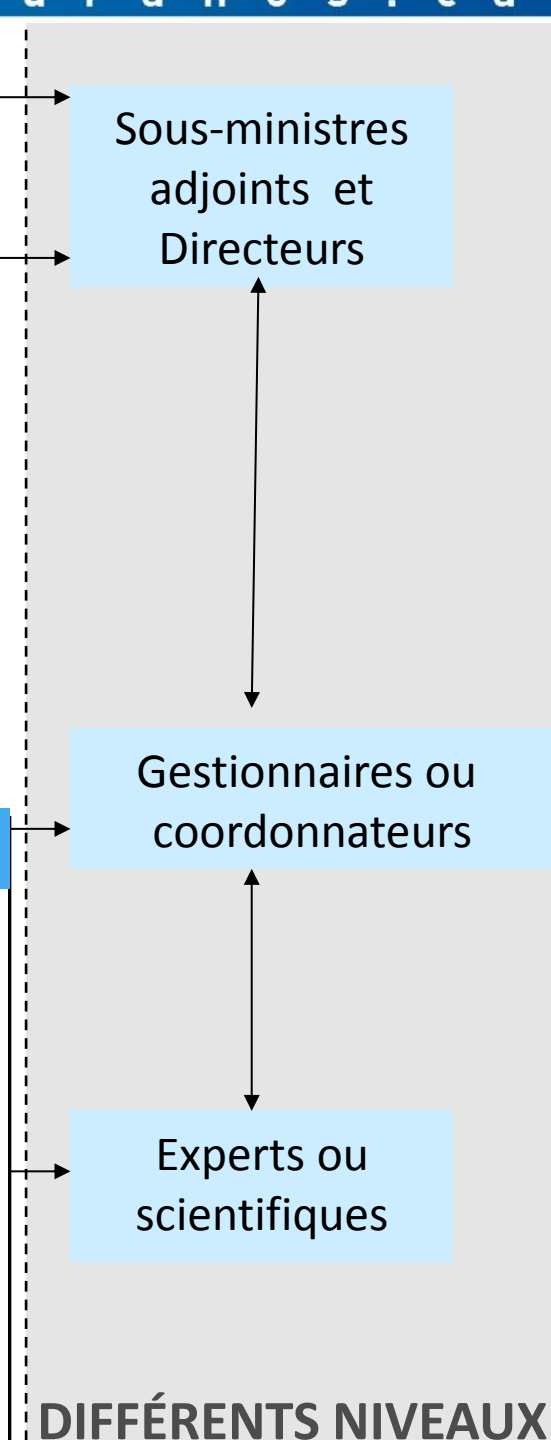 Sous-ministres
adjoints et
Directeurs
Gestionnaires ou
coordonnateurs
Experts ou
scientifiques
DIFFÉRENTS NIVEAUX